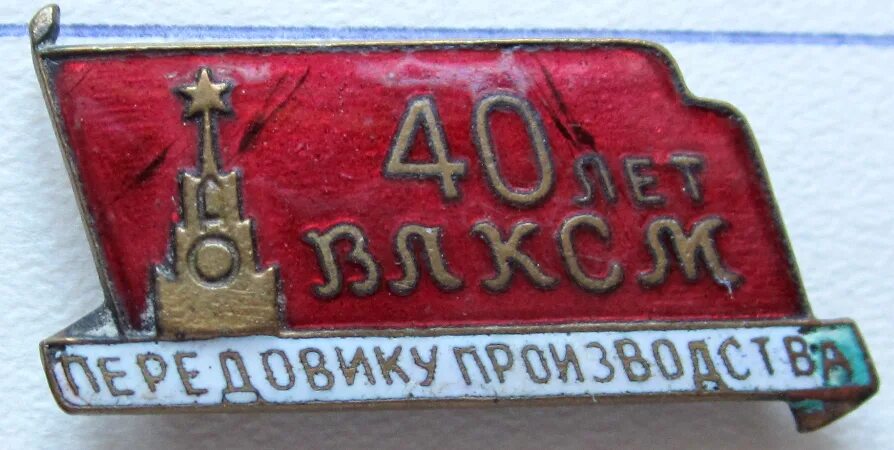 40 ЛЕТ
ВЛКСМ
ПЕРЕДОВИКУ ПРОИЗВОДСТВА